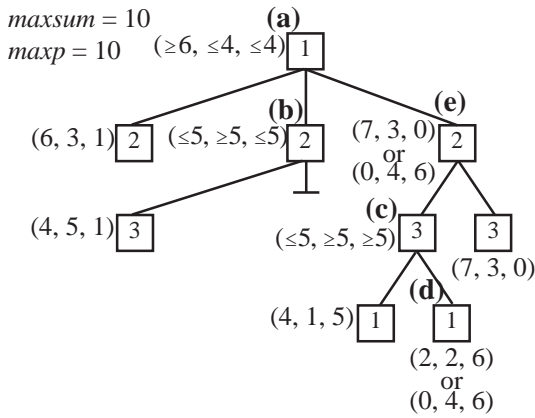 maxsum = 10
maxp = 10
(a)
(≥6, ≤4, ≤4) 1
(6, 3, 1) 2
(b)
(≤5, ≥5, ≤5) 2
(e)
(7, 3, 0)
or
(0, 4, 6)
2
(4, 5, 1) 3
(c)
(≤5, ≥5, ≥5) 3
3
(7, 3, 0)
(4, 1, 5) 1
(d)
1
(2, 2, 6)
or
(0, 4, 6)